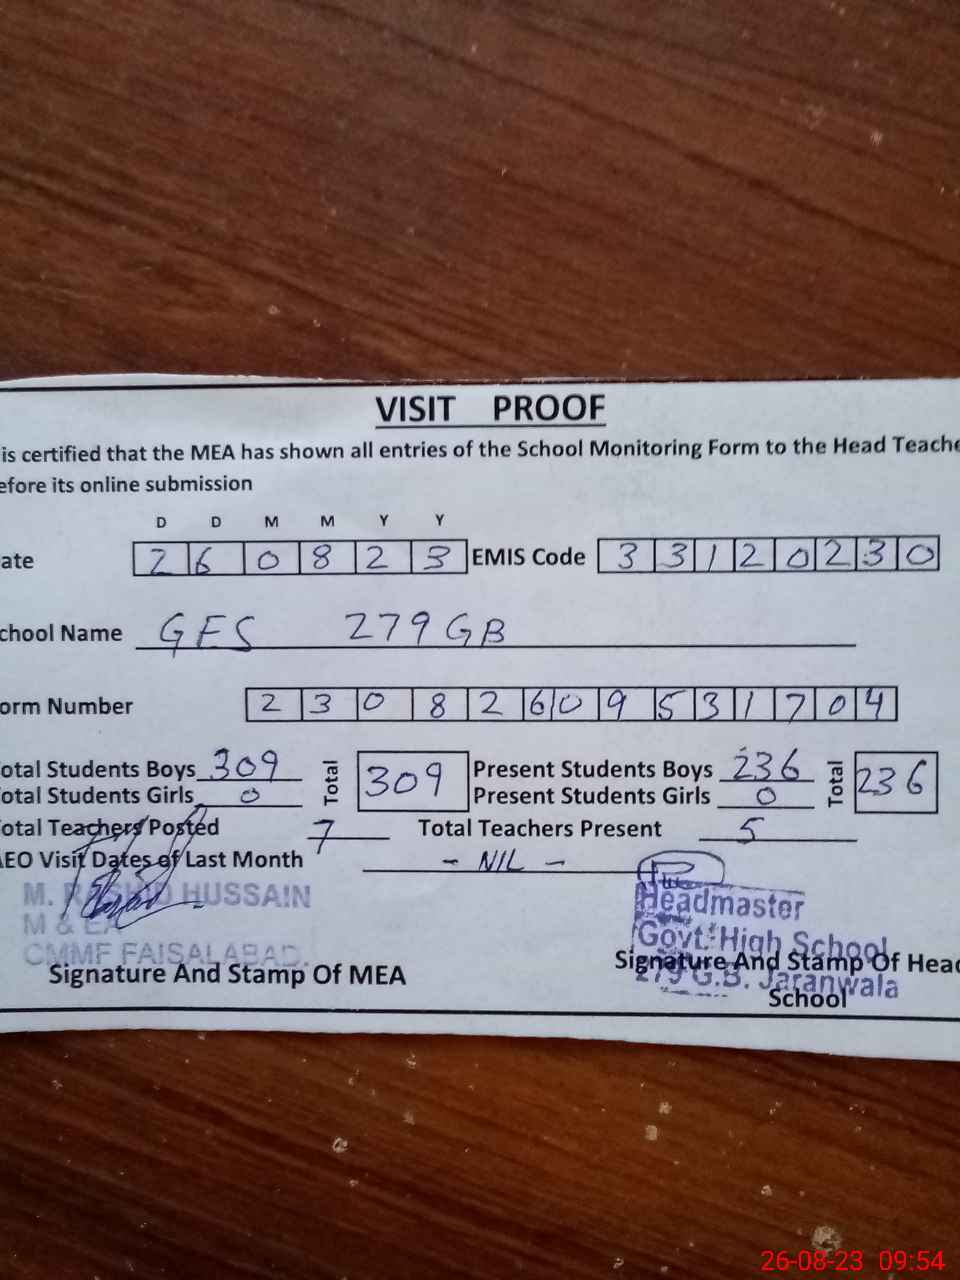 VISIT PROOF
is certified that the MEA has shown all entries of the School Monitoring Form to the Head Teache
efore its online submission
D D M M Y Y
ate 2 6 0 8 2 3 EMIS Code 3 3 1 2 0 2 3 0
chool Name GES 279 GB
orm Number 2 3 0 8 2 6 0 9 5 3 1 7 0 4
otal Students Boys 309 Total 309 Present Students Boys 236 Total 236
otal Students Girls 0 Present Students Girls 0
otal Teachers Posted 7 Total Teachers Present 5
AEO Visit Dates of Last Month - NIL -
M. RASHID HUSSAIN
M & EA
CMMF FAISALABAD.
Signature And Stamp Of MEA
Headmaster
Govt. High School
279 G.B. Jaranwala
Signature And Stamp Of Head
School
26-08-23 09:54